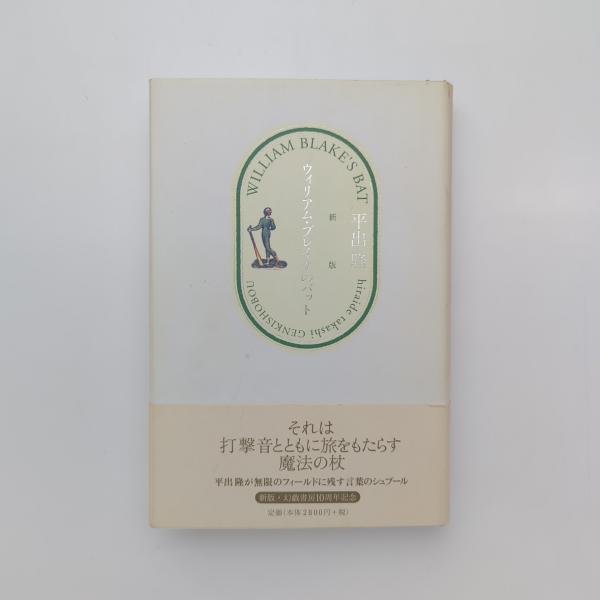 WILLIAM BLAKE'S BAT
平出隆
新版
ウィリアム・ブレイクのバット
hiraide takashi GENKISHOBOU
それは
打撃音とともに旅をもたらす
魔法の杖
平出隆が無限のフィールドに残す言葉のシュプール
新版・幻戯書房10周年記念
定価(本体2800円+税)